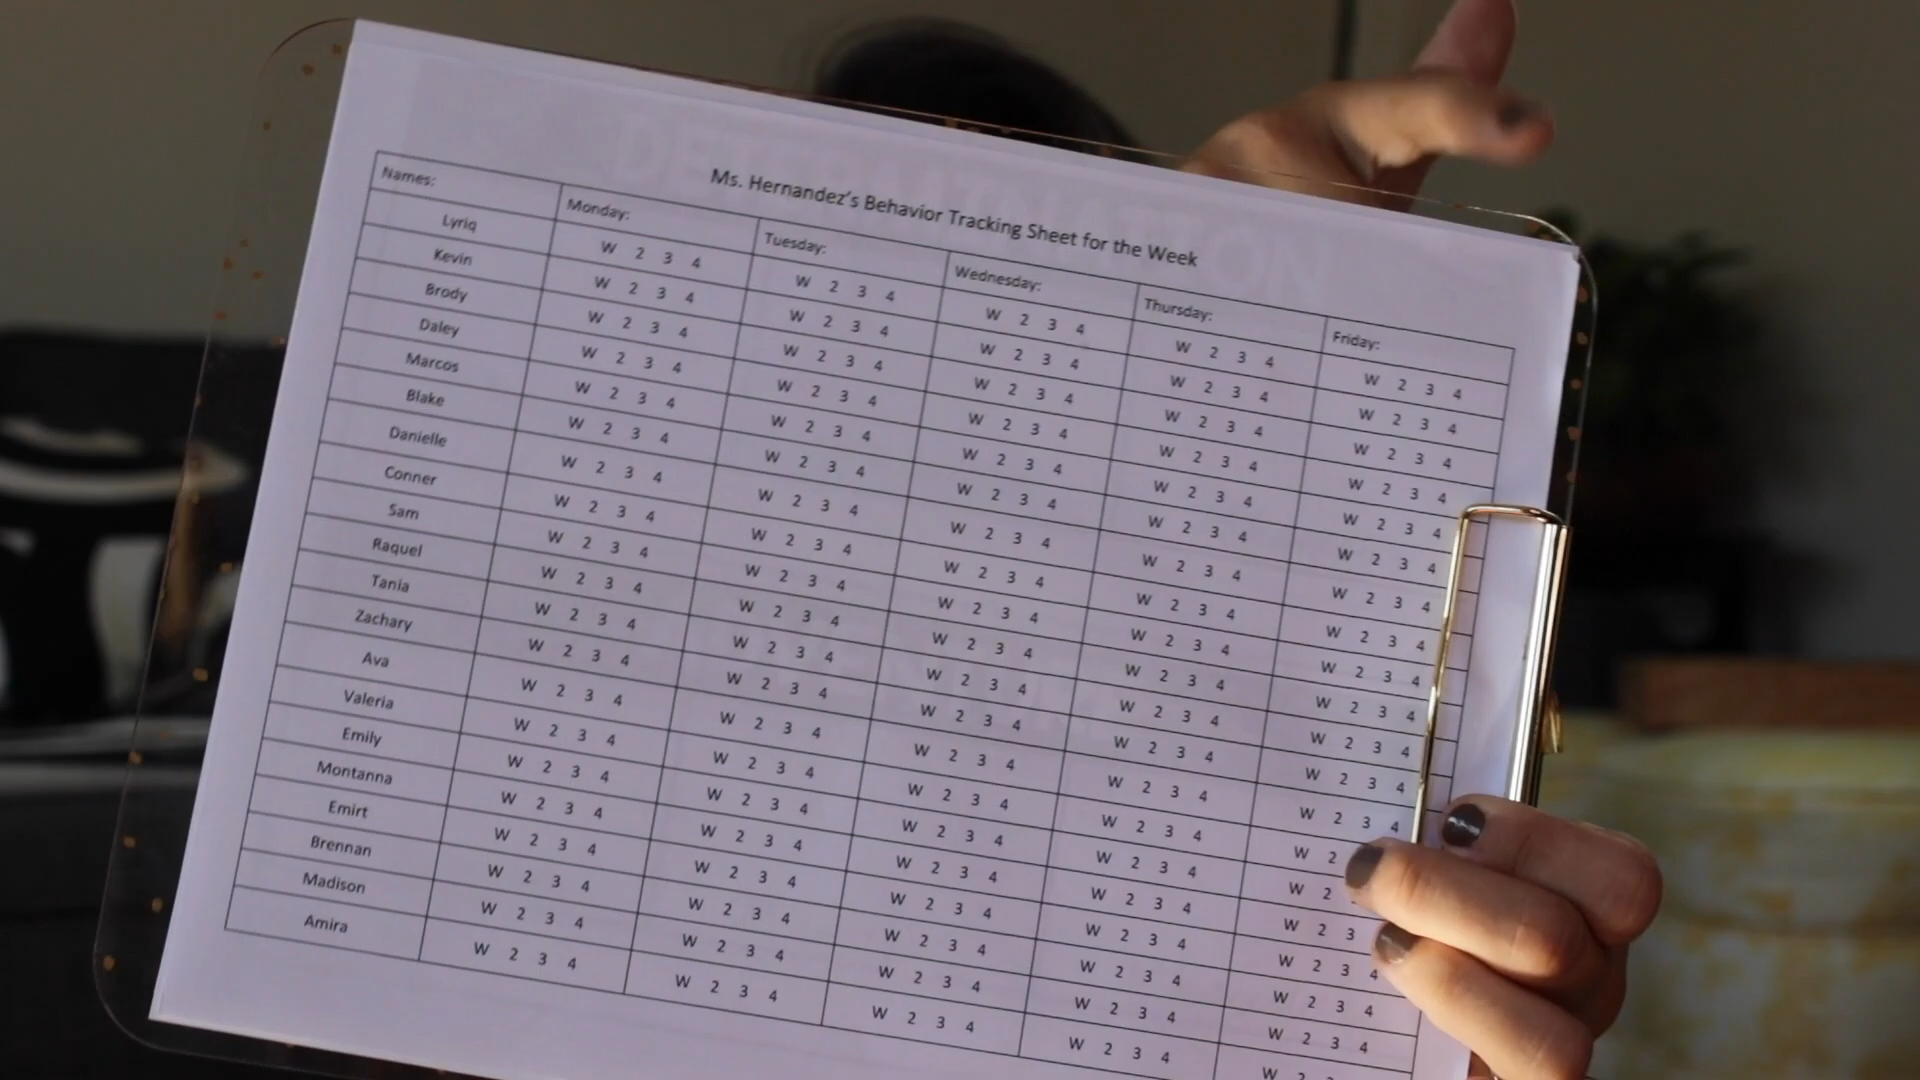 Ms. Hernandez's Behavior Tracking Sheet for the Week
Names: Monday: Tuesday: Wednesday: Thursday: Friday:
Lyriq W 2 3 4 W 2 3 4 W 2 3 4 W 2 3 4 W 2 3 4
Kevin W 2 3 4 W 2 3 4 W 2 3 4 W 2 3 4 W 2 3 4
Brody W 2 3 4 W 2 3 4 W 2 3 4 W 2 3 4 W 2 3 4
Daley W 2 3 4 W 2 3 4 W 2 3 4 W 2 3 4 W 2 3 4
Marcos W 2 3 4 W 2 3 4 W 2 3 4 W 2 3 4 W 2 3 4
Blake W 2 3 4 W 2 3 4 W 2 3 4 W 2 3 4 W 2 3 4
Danielle W 2 3 4 W 2 3 4 W 2 3 4 W 2 3 4 W 2 3 4
Conner W 2 3 4 W 2 3 4 W 2 3 4 W 2 3 4 W 2 3 4
Sam W 2 3 4 W 2 3 4 W 2 3 4 W 2 3 4 W 2 3 4
Raquel W 2 3 4 W 2 3 4 W 2 3 4 W 2 3 4 W 2 3 4
Tania W 2 3 4 W 2 3 4 W 2 3 4 W 2 3 4 W 2 3 4
Zachary W 2 3 4 W 2 3 4 W 2 3 4 W 2 3 4 W 2 3 4
Ava W 2 3 4 W 2 3 4 W 2 3 4 W 2 3 4 W 2 3 4
Valeria W 2 3 4 W 2 3 4 W 2 3 4 W 2 3 4 W 2
Emily W 2 3 4 W 2 3 4 W 2 3 4 W 2 3 4 W 2
Montanna W 2 3 4 W 2 3 4 W 2 3 4 W 2 3 4 W 2 3
Emirt W 2 3 4 W 2 3 4 W 2 3 4 W 2 3 4 W 2 3 4
Brennan W 2 3 4 W 2 3 4 W 2 3 4 W 2 3 4 W 2 3 4
Madison W 2 3 4 W 2 3 4 W 2 3 4 W 2 3 4 W 2 3 4
Amira W 2 3 4 W 2 3 4 W 2 3 4 W 2 3 4 W